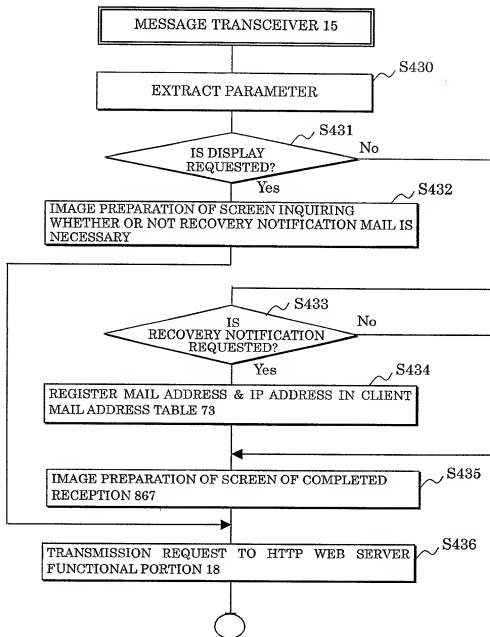 MESSAGE TRANSCEIVER 15
S430
EXTRACT PARAMETER
S431
IS DISPLAY
REQUESTED?
No
Yes
S432
IMAGE PREPARATION OF SCREEN INQUIRING
WHETHER OR NOT RECOVERY NOTIFICATION MAIL IS
NECESSARY
S433
IS
RECOVERY NOTIFICATION
REQUESTED?
No
Yes
S434
REGISTER MAIL ADDRESS & IP ADDRESS IN CLIENT
MAIL ADDRESS TABLE 73
S435
IMAGE PREPARATION OF SCREEN OF COMPLETED
RECEPTION 867
S436
TRANSMISSION REQUEST TO HTTP WEB SERVER
FUNCTIONAL PORTION 18